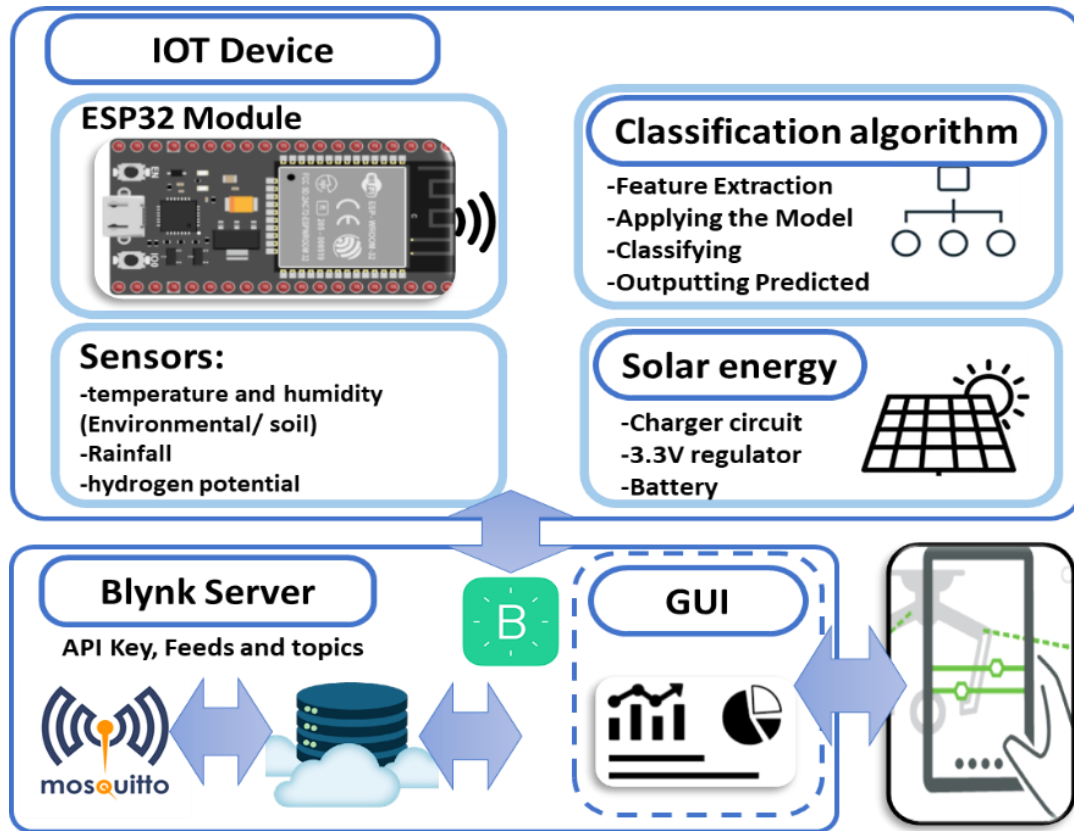 IOT Device
ESP32 Module
EN
Classification algorithm
-Feature Extraction
-Applying the Model
-Classifying
-Outputting Predicted
Sensors:
-temperature and humidity
(Environmental/ soil)
-Rainfall
-hydrogen potential
Solar energy
-Charger circuit
-3.3V regulator
-Battery
Blynk Server
API Key, Feeds and topics
mosquitto
B
GUI